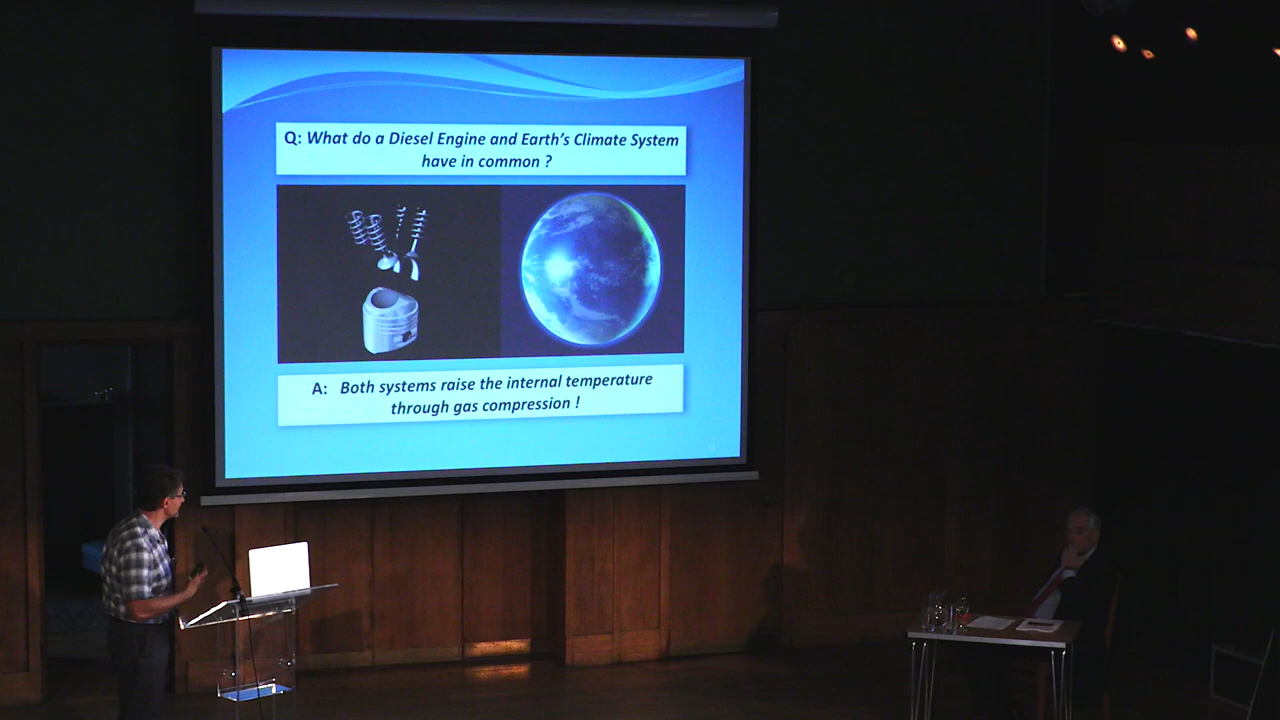 Q: What do a Diesel Engine and Earth's Climate System
have in common ?
A: Both systems raise the internal temperature
through gas compression !